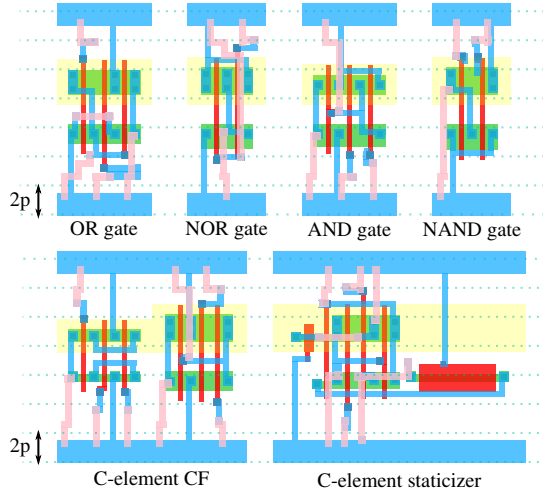 2p
OR gate
NOR gate
AND gate
NAND gate
2p
C-element CF
C-element staticizer